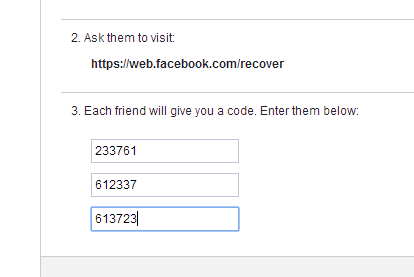 2. Ask them to visit:
https://web.facebook.com/recover
3. Each friend will give you a code. Enter them below:
233761
612337
613723